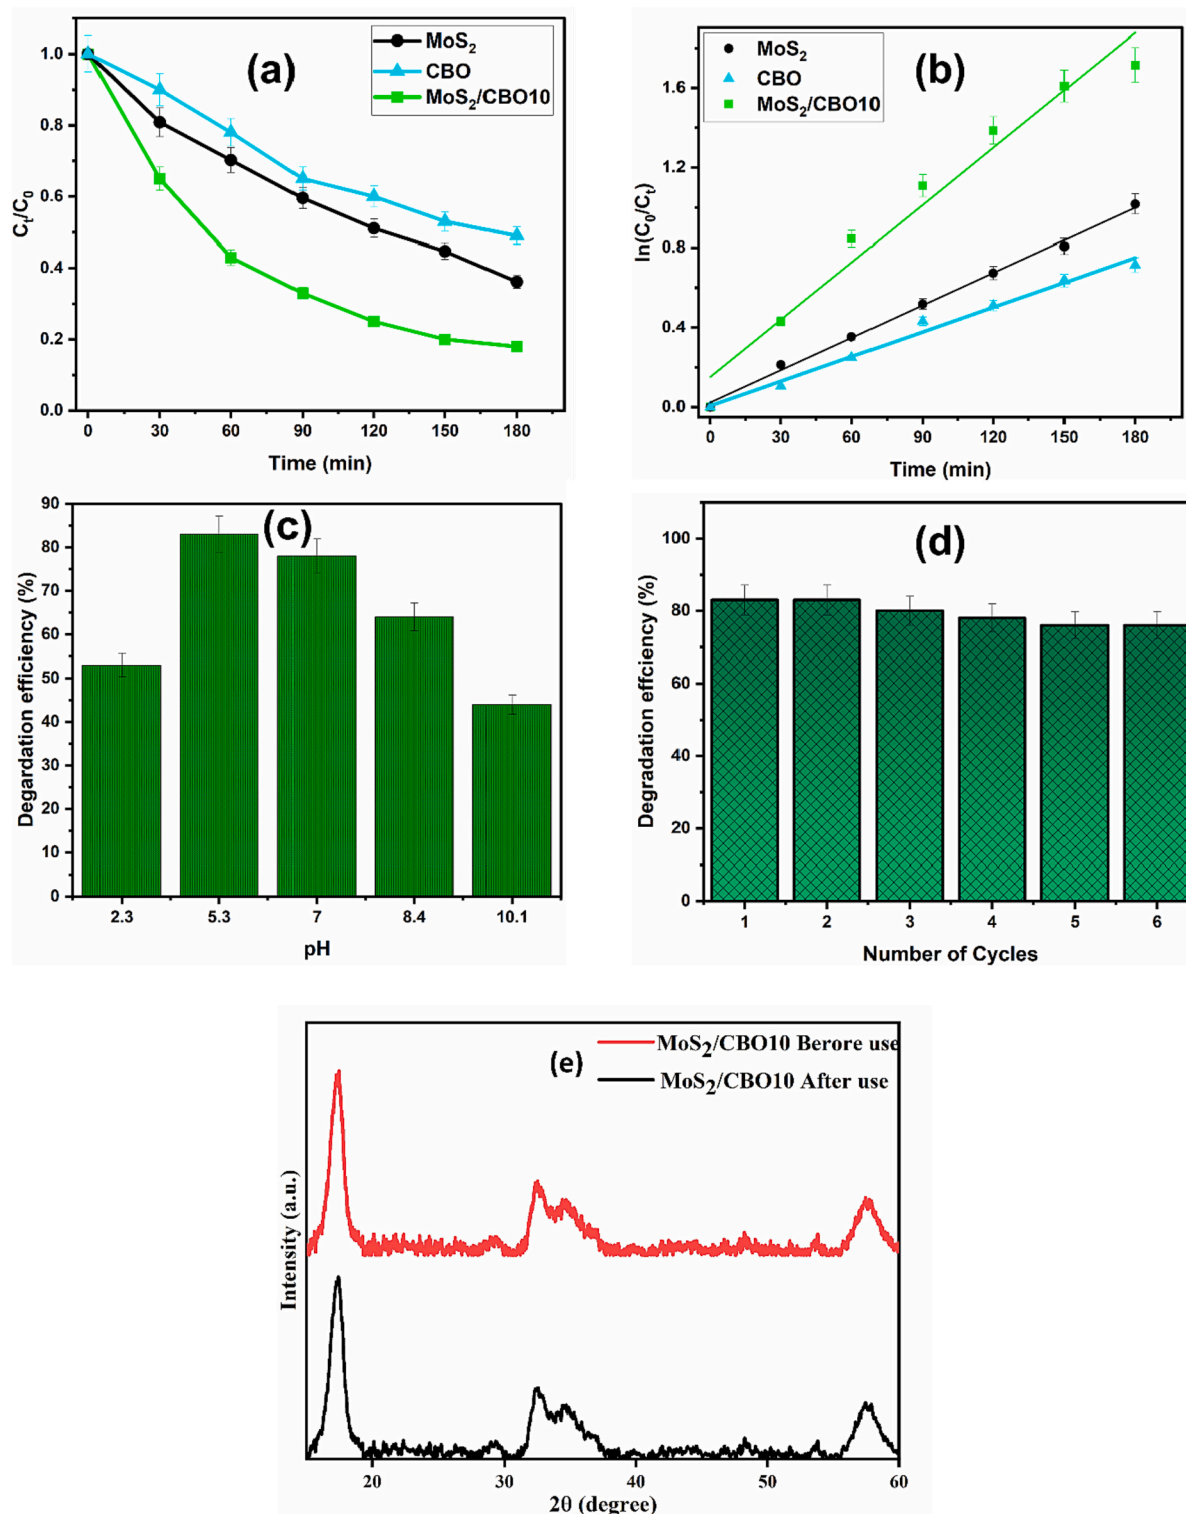 (a)
MoS₂
CBO
MoS₂/CBO10
1.0
0.8
0.6
0.4
0.2
0.0
Cₜ/C₀
0 30 60 90 120 150 180
Time (min)
(b)
MoS₂
CBO
MoS₂/CBO10
1.6
1.2
0.8
0.4
0.0
ln(C₀/Cₜ)
0 30 60 90 120 150 180
Time (min)
(c)
90
80
70
60
50
40
30
20
10
0
Degardation efficiency (%)
2.3 5.3 7 8.4 10.1
pH
(d)
100
80
60
40
20
0
Degradation effciency (%)
1 2 3 4 5 6
Number of Cycles
(e)
MoS₂/CBO10 Berore use
MoS₂/CBO10 After use
Intensity (a.u.)
20 30 40 50 60
2θ (degree)